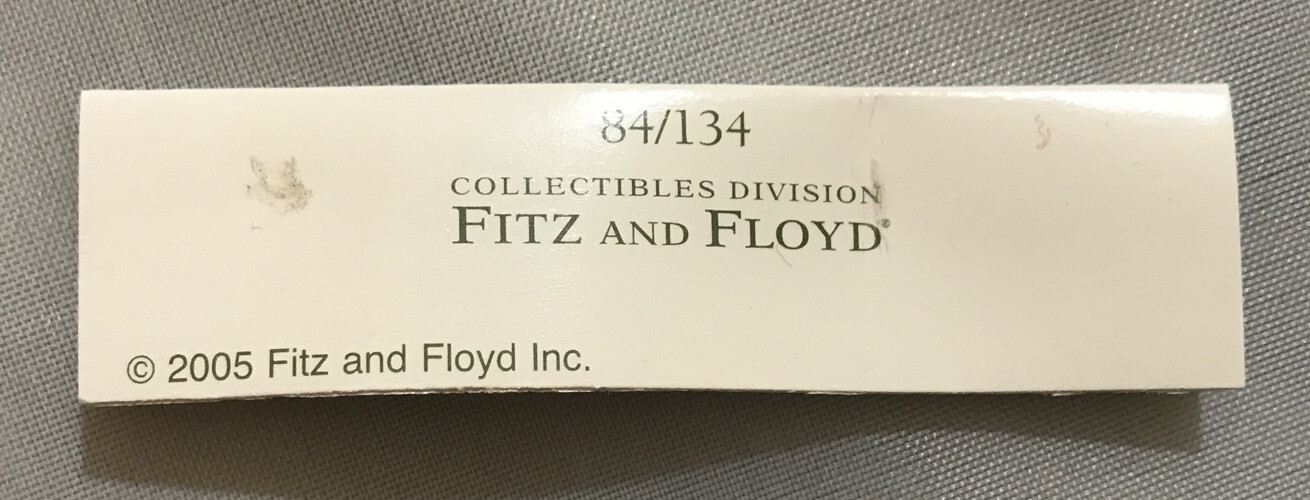 84/134
COLLECTIBLES DIVISION
FITZ AND FLOYD®
© 2005 Fitz and Floyd Inc.